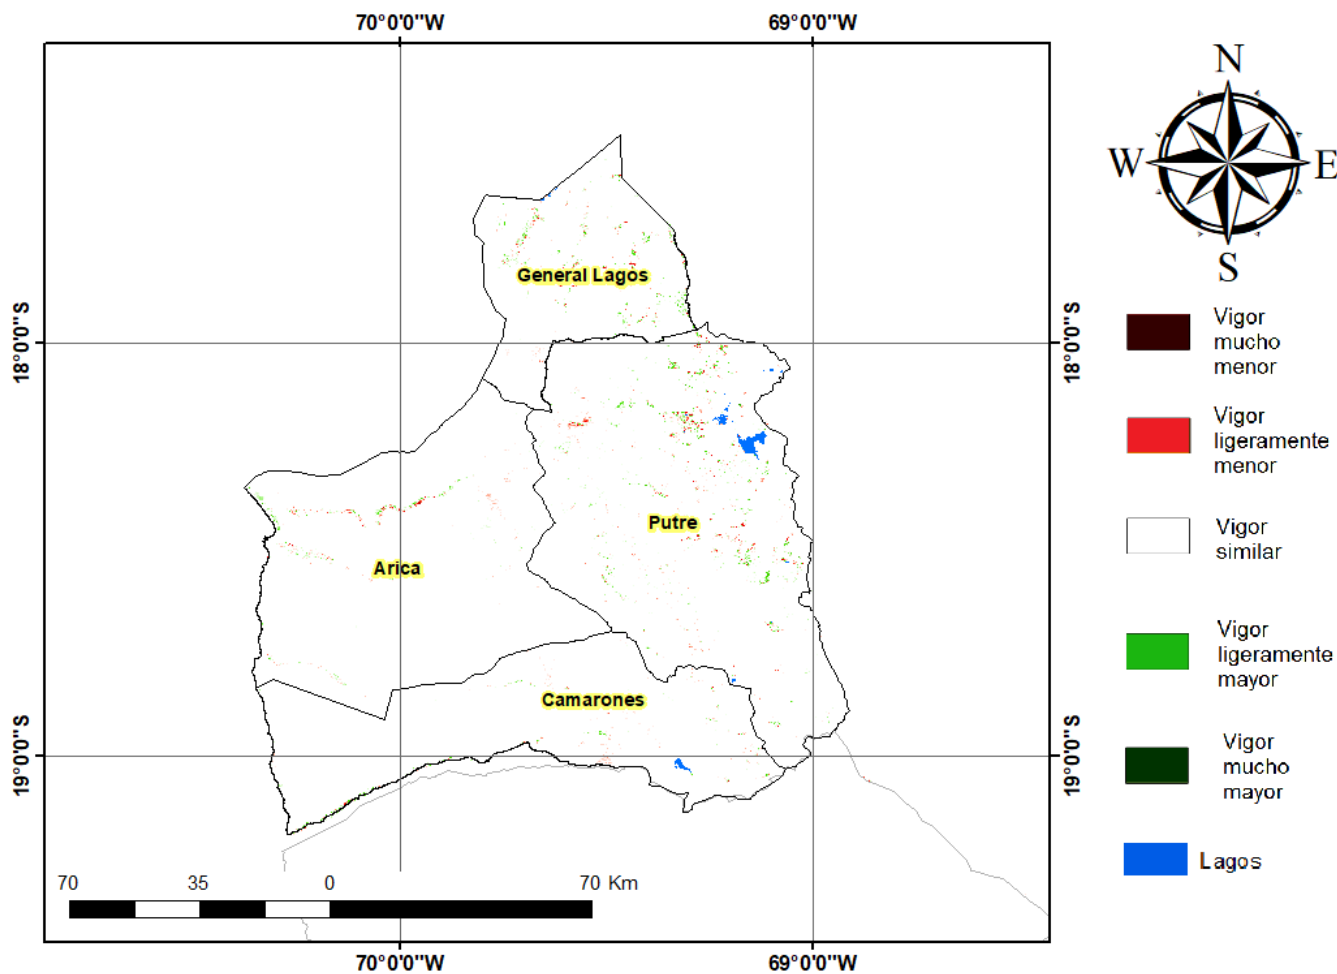 70°0'0"W
69°0'0"W
N
W
E
S
18°0'0"S
18°0'0"S
General Lagos
Putre
Arica
Camarones
19°0'0"S
19°0'0"S
70
35
0
70 Km
70°0'0"W
69°0'0"W
Vigor
mucho
menor
Vigor
ligeramente
menor
Vigor
similar
Vigor
ligeramente
mayor
Vigor
mucho
mayor
Lagos